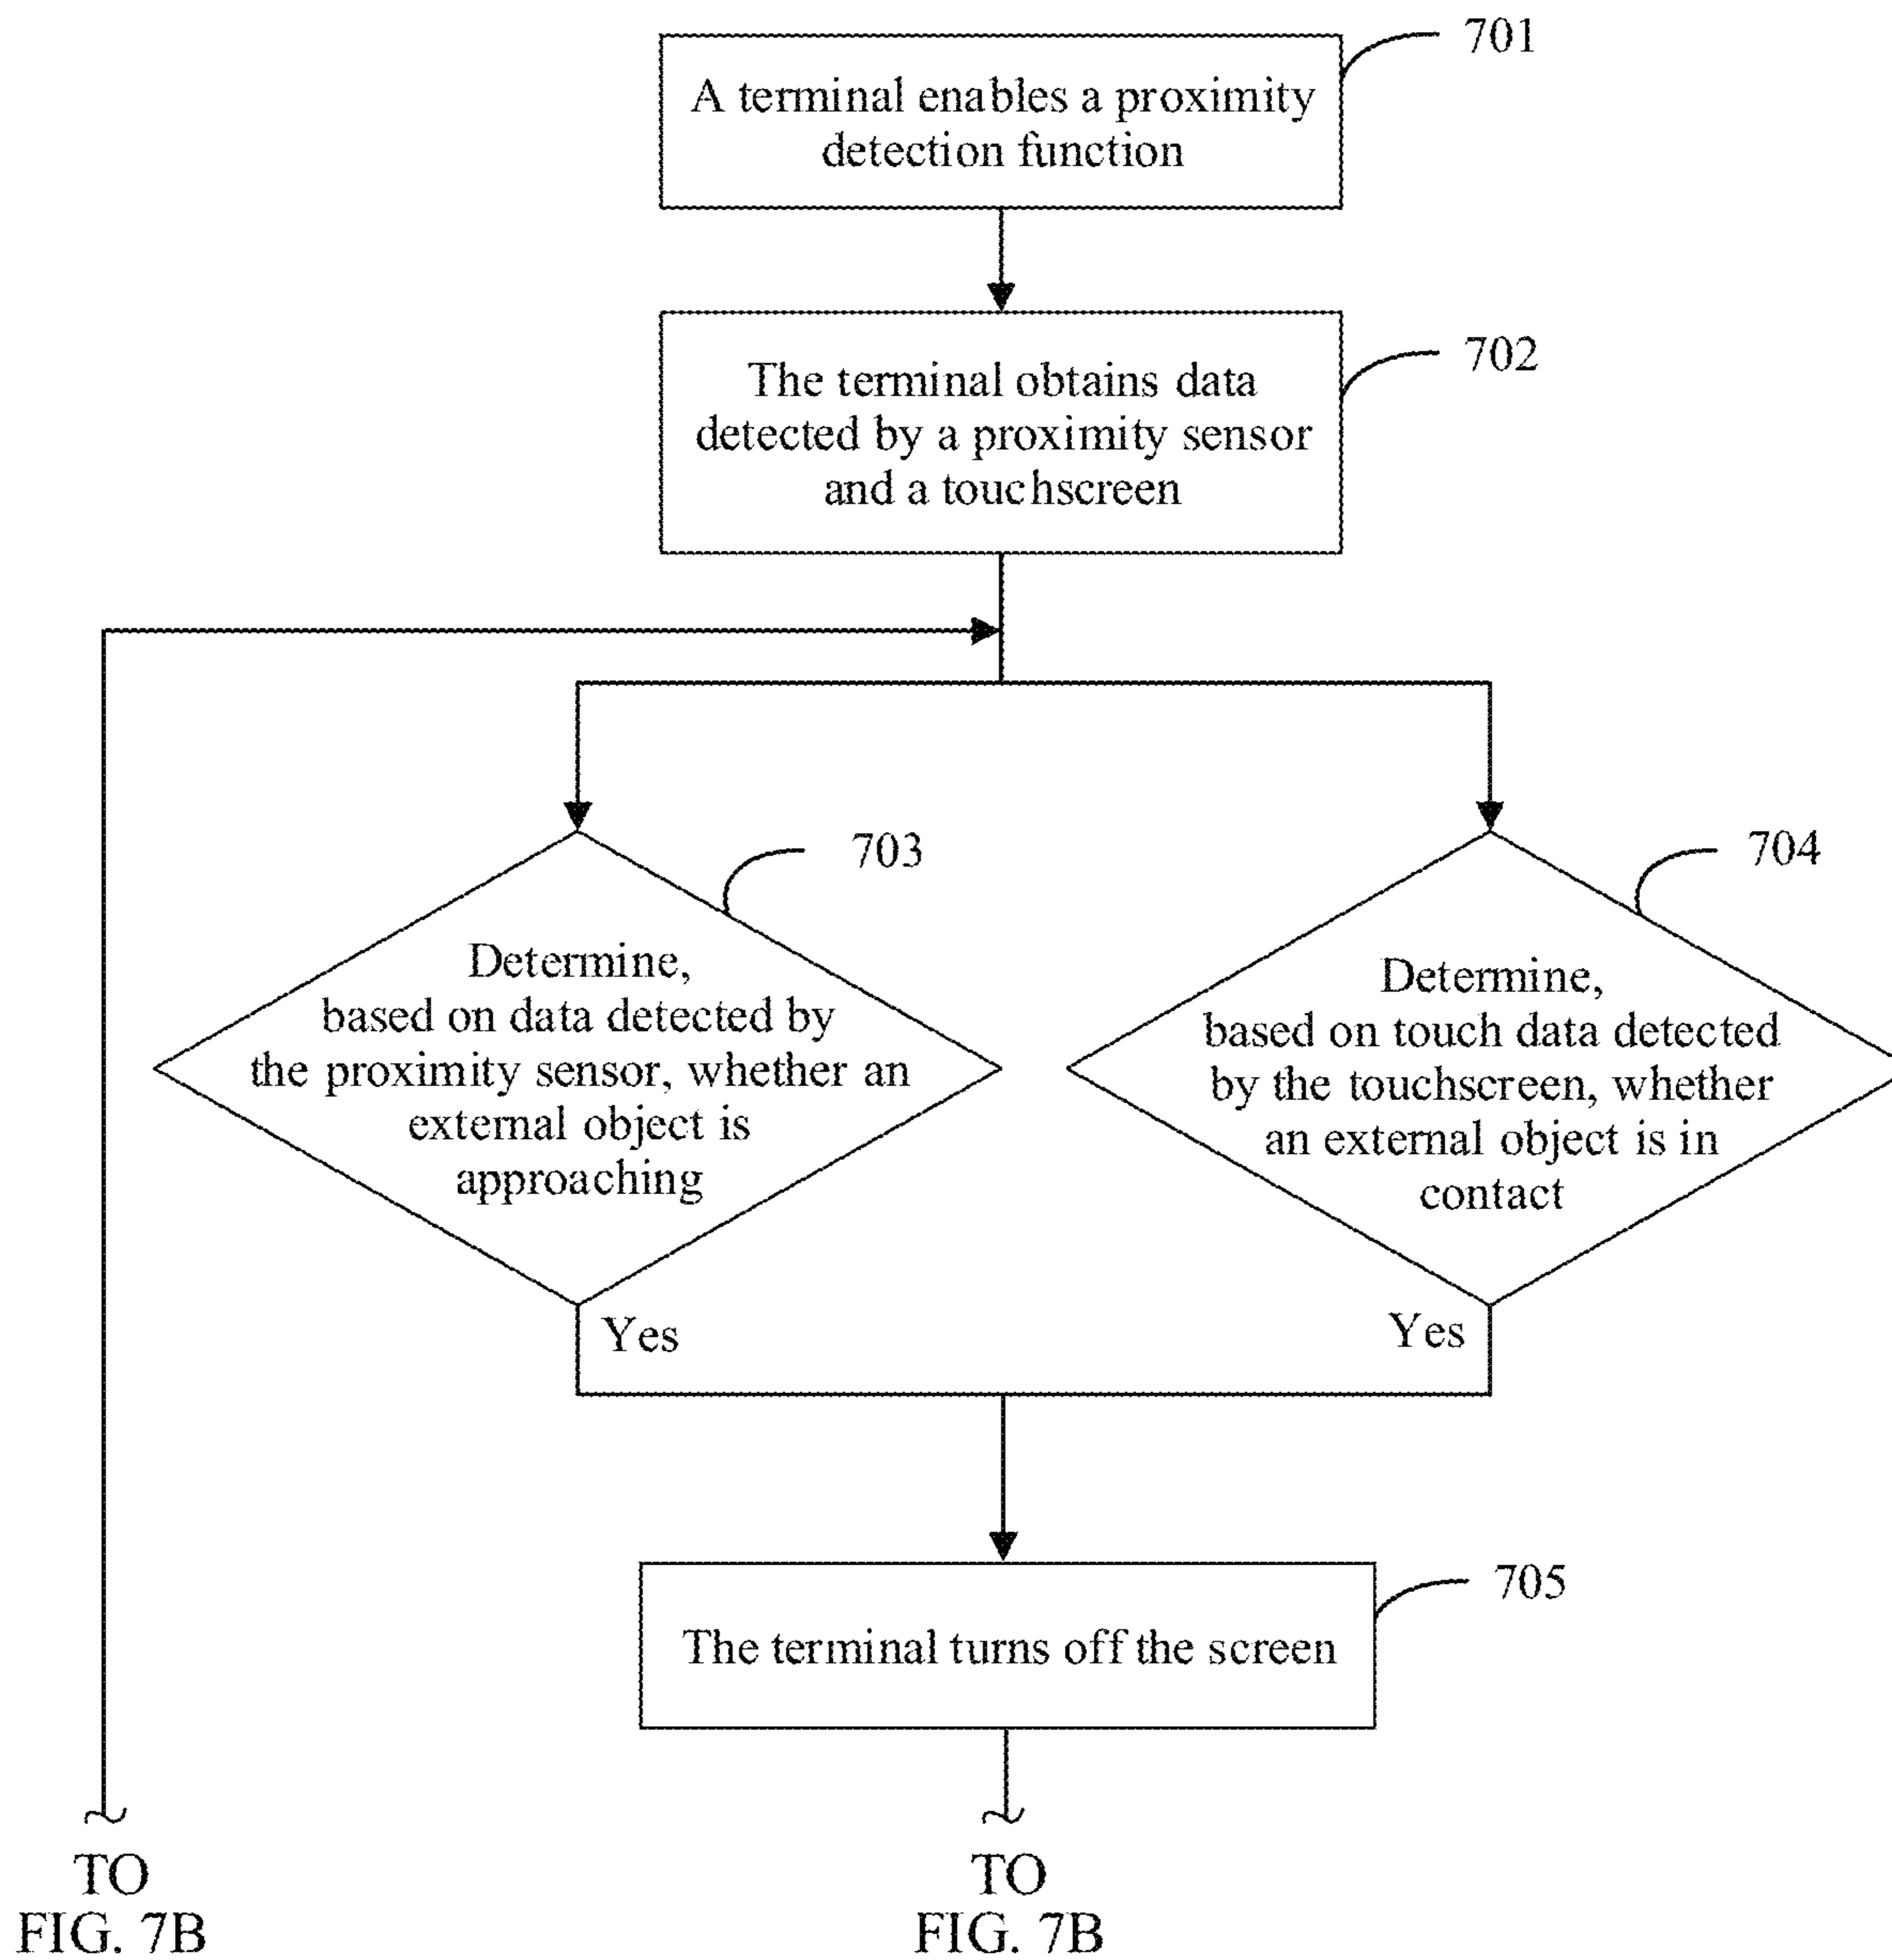 701
A terminal enables a proximity
detection function
702
The terminal obtains data
detected by a proximity sensor
and a touchscreen
703
Determine,
based on data detected by
the proximity sensor, whether an
external object is
approaching
704
Determine,
based on touch data detected
by the touchscreen, whether
an external object is in
contact
Yes
Yes
705
The terminal turns off the screen
TO
FIG. 7B
TO
FIG. 7B